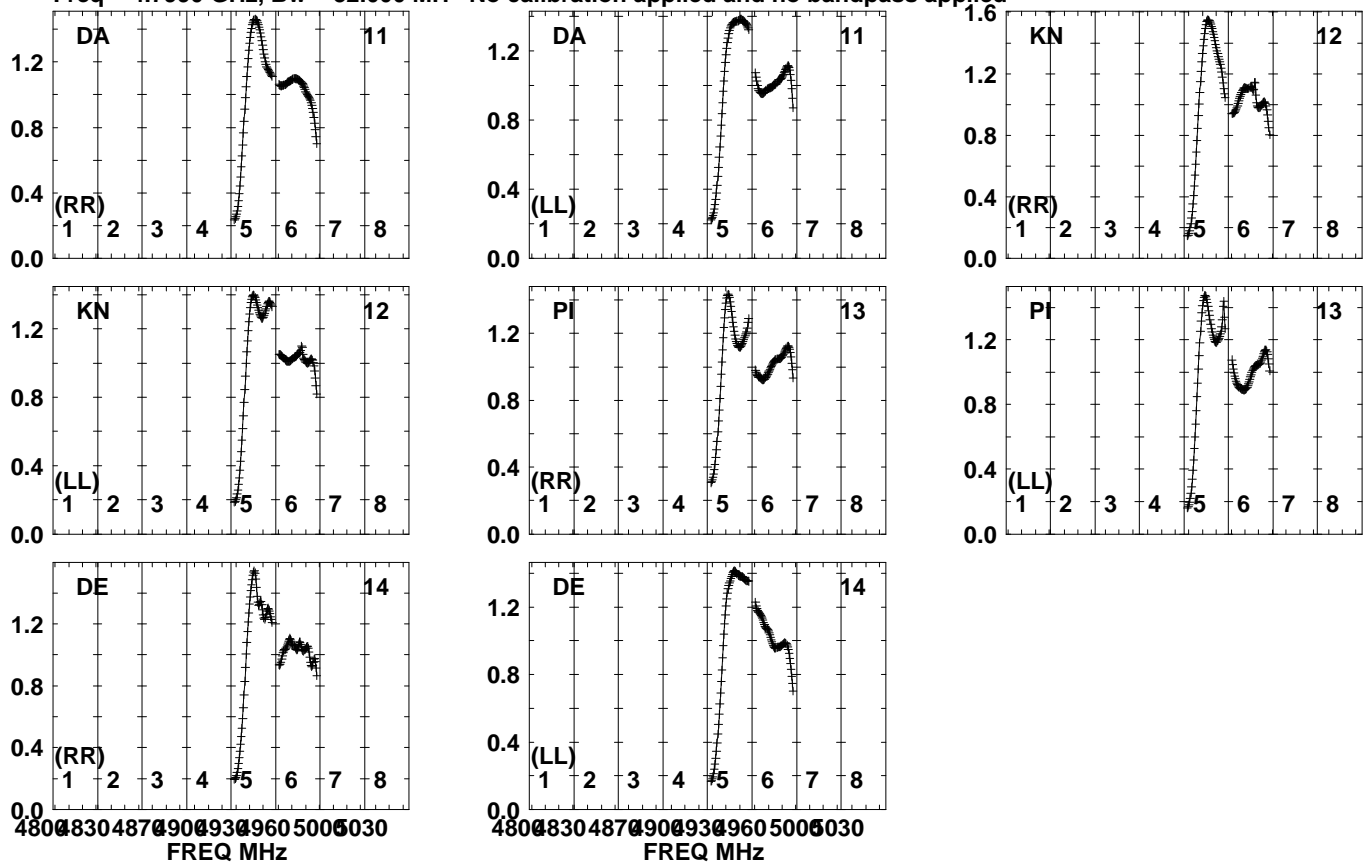 Freq = GHz, Bw = 32.000 MH No calibration applied and no bandpass applied
DA 11
1.2
0.8
0.4
0.0
(RR)
1 2 3 4 5 6 7 8
DA 11
1.2
0.8
0.4
0.0
(LL)
1 2 3 4 5 6 7 8
KN 12
1.6
1.2
0.8
0.4
0.0
(RR)
1 2 3 4 5 6 7 8
KN 12
1.2
0.8
0.4
0.0
(LL)
1 2 3 4 5 6 7 8
PI 13
1.2
0.8
0.4
0.0
(RR)
1 2 3 4 5 6 7 8
PI 13
1.2
0.8
0.4
0.0
(LL)
1 2 3 4 5 6 7 8
DE 14
1.2
0.8
0.4
0.0
(RR)
1 2 3 4 5 6 7 8
4800 4830 4870 4900 4930 4960 5000 5030
FREQ MHz
DE 14
1.2
0.8
0.4
0.0
(LL)
1 2 3 4 5 6 7 8
4800 4830 4870 4900 4930 4960 5000 5030
FREQ MHz